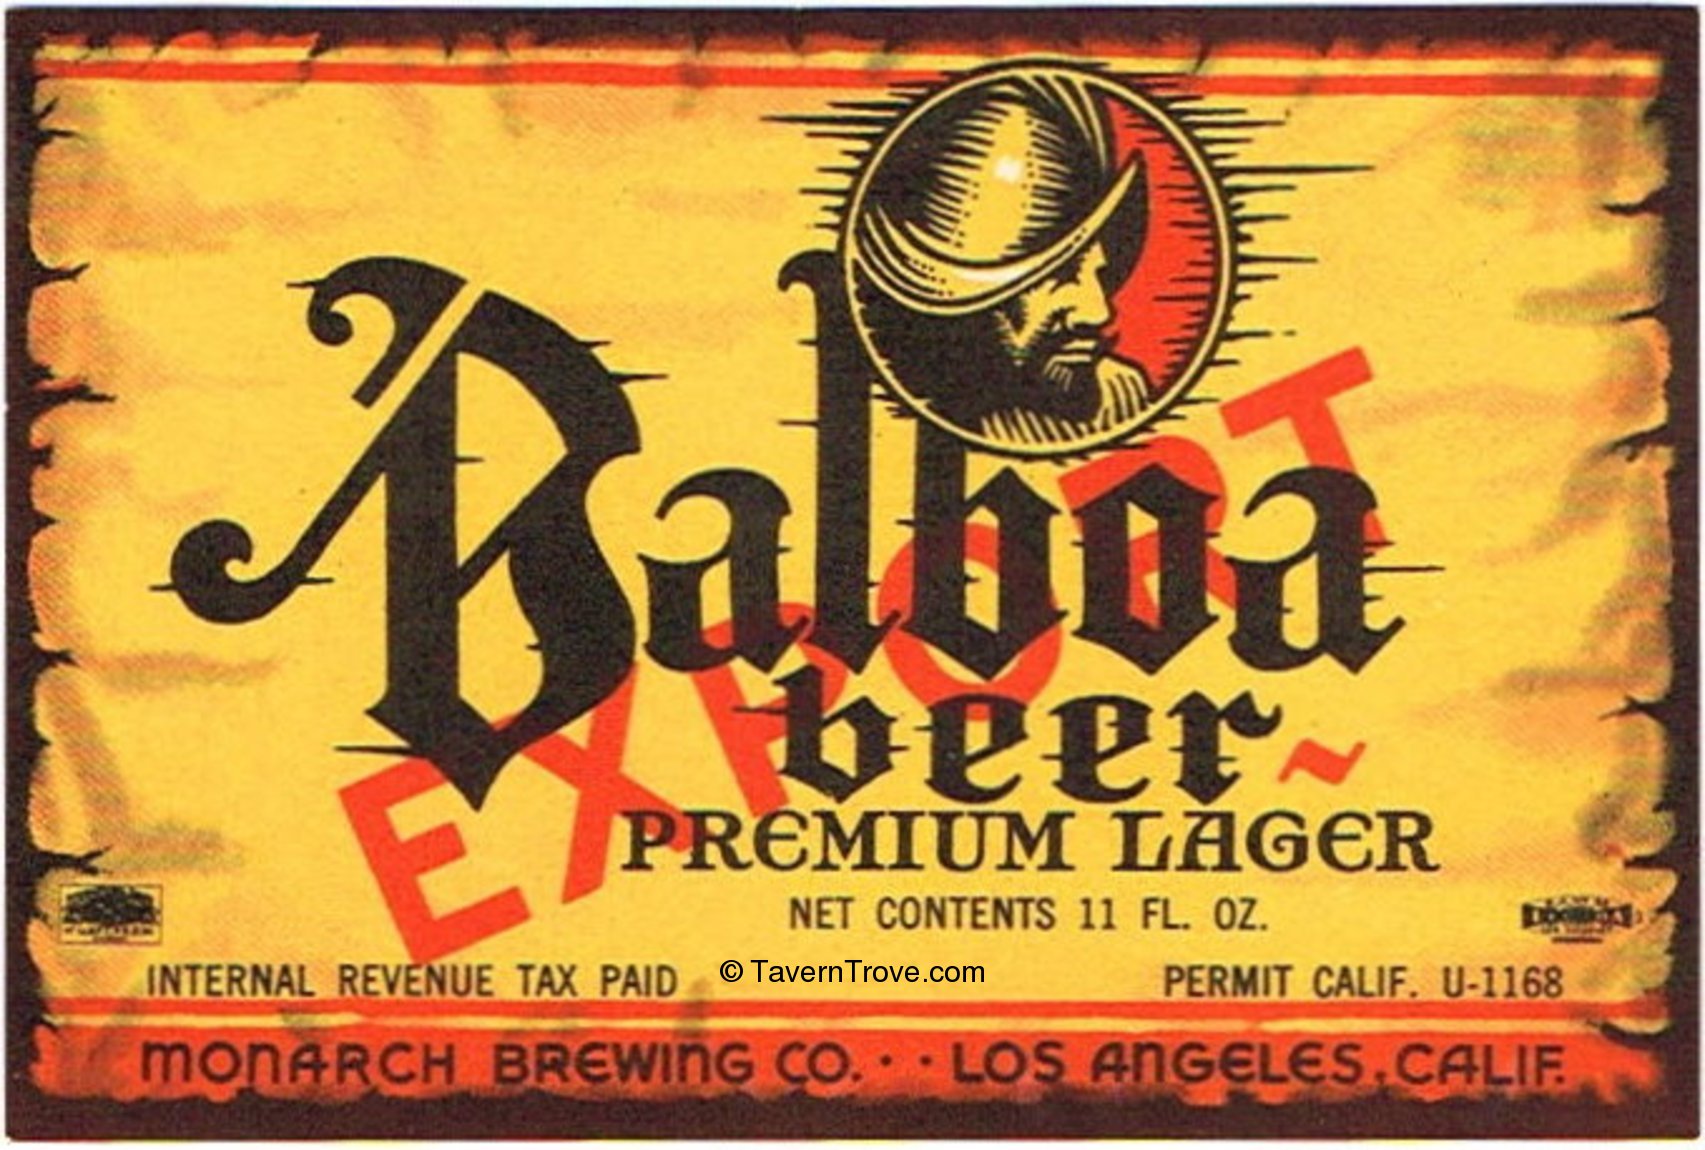 Balboa
EXPORT
beer~
PREMIUM LAGER
NET CONTENTS 11 FL. OZ.
INTERNAL REVENUE TAX PAID
© TavernTrove.com
PERMIT CALIF. U-1168
MONARCH BREWING CO. · · LOS ANGELES, CALIF.